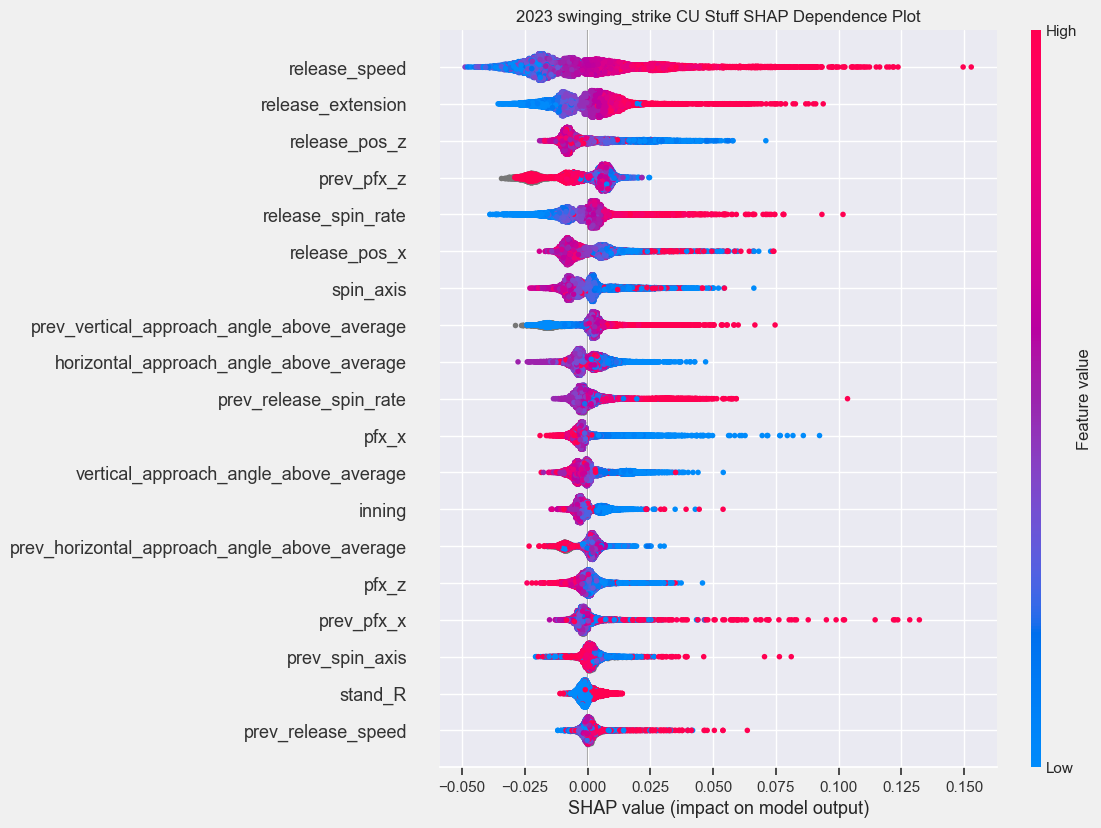 2023 swinging_strike CU Stuff SHAP Dependence Plot
High
release_speed
release_extension
release_pos_z
prev_pfx_z
release_spin_rate
release_pos_x
spin_axis
prev_vertical_approach_angle_above_average
horizontal_approach_angle_above_average
prev_release_spin_rate
pfx_x
vertical_approach_angle_above_average
inning
prev_horizontal_approach_angle_above_average
pfx_z
prev_pfx_x
prev_spin_axis
stand_R
prev_release_speed
Feature value
Low
−0.050 −0.025 0.000 0.025 0.050 0.075 0.100 0.125 0.150
SHAP value (impact on model output)